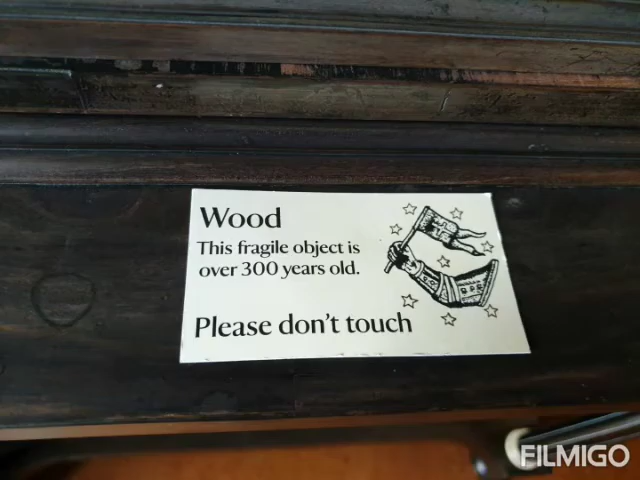 Wood
This fragile object is
over 300 years old.
Please don't touch
FILMIGO